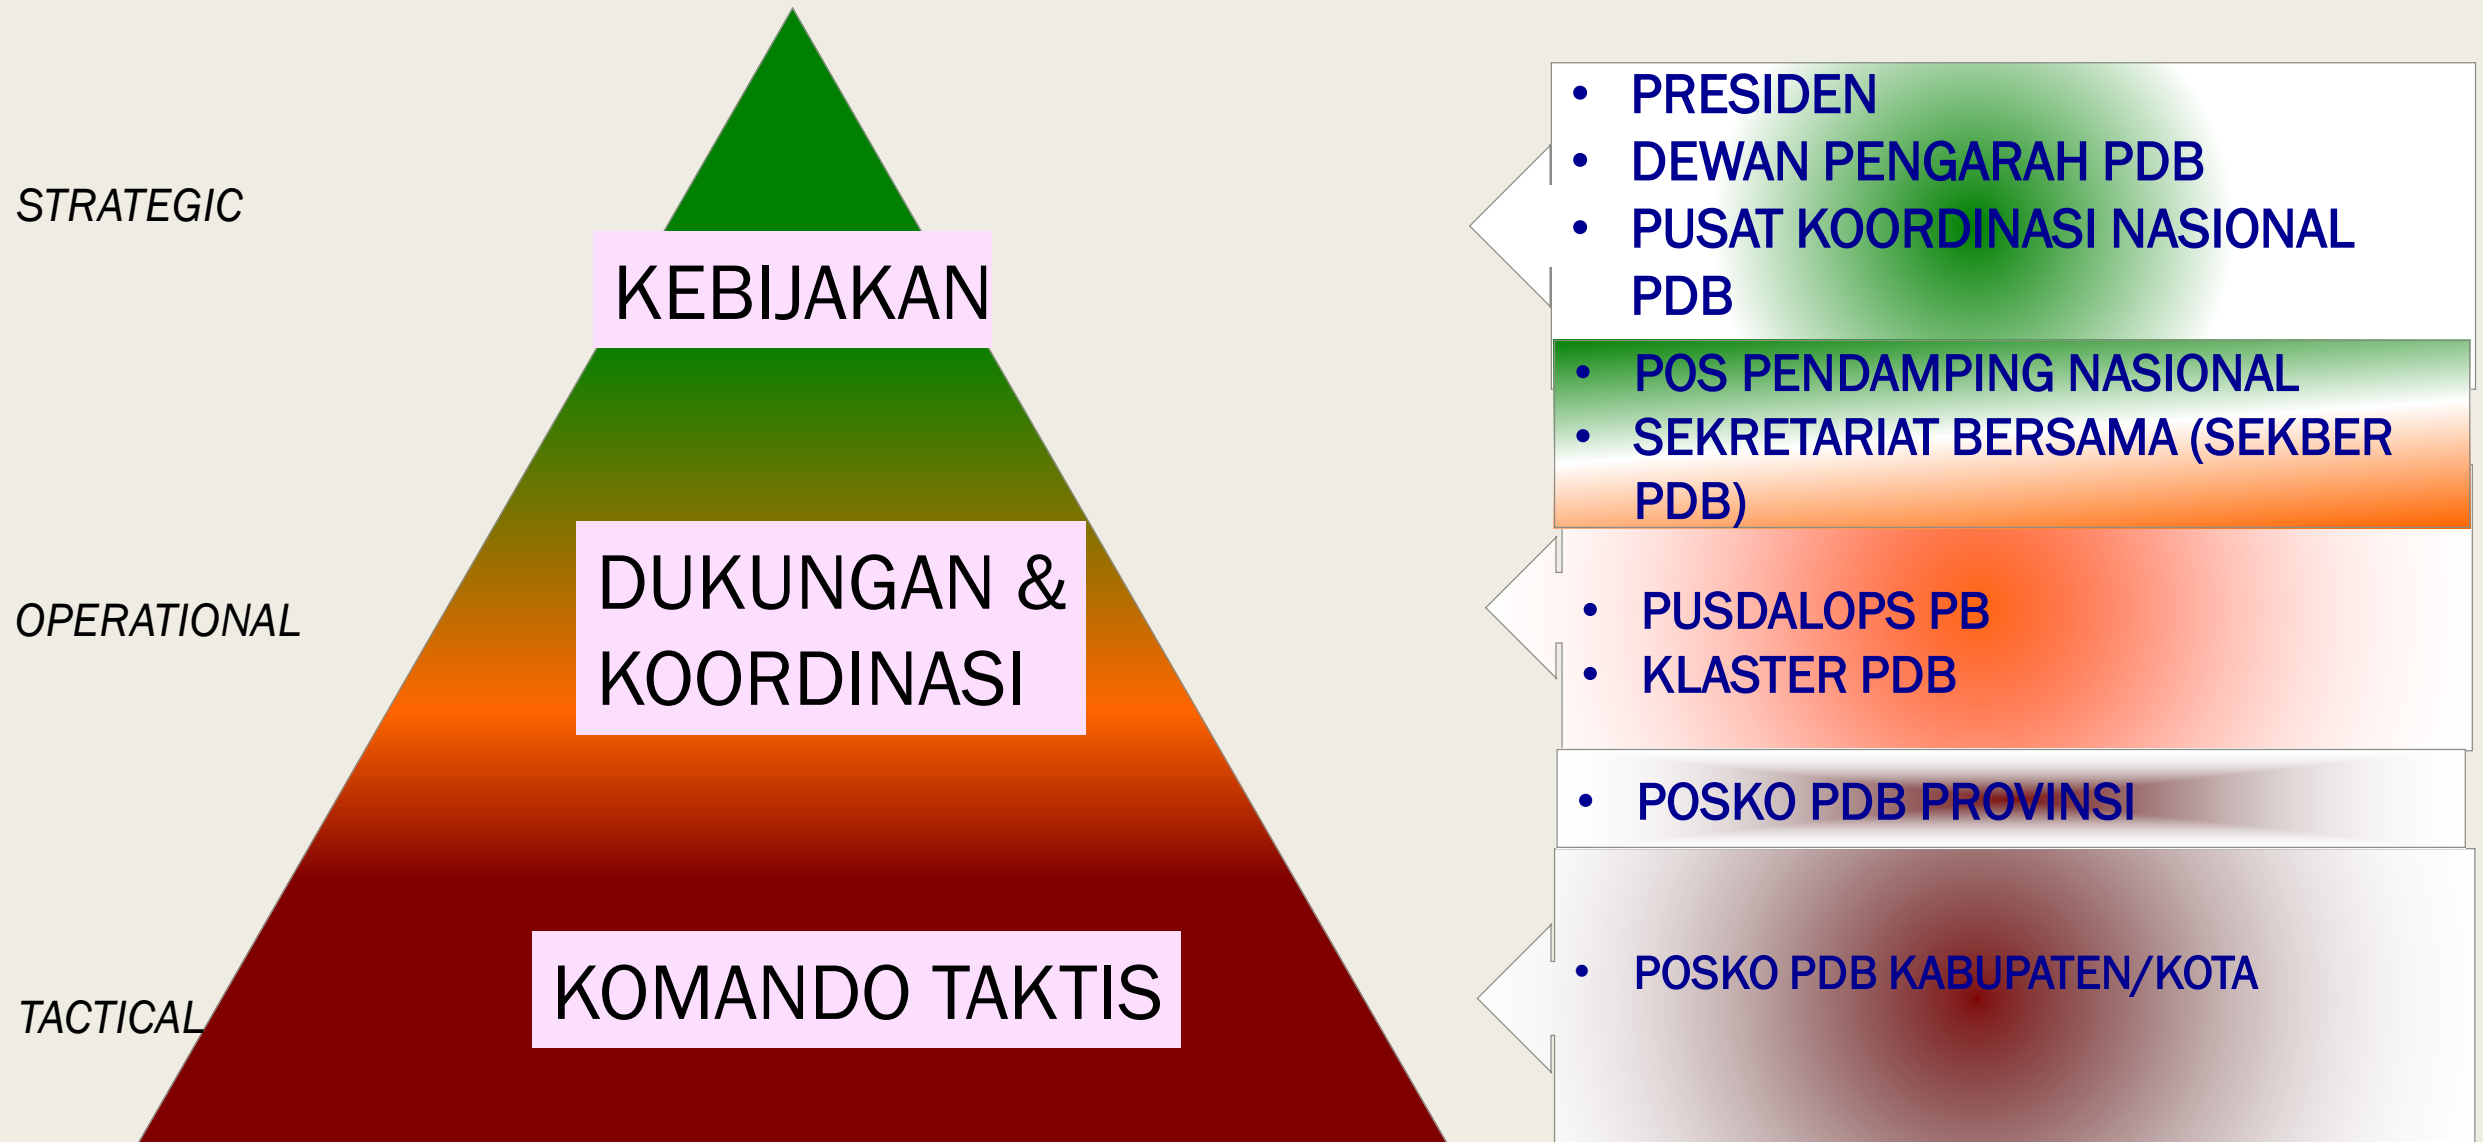 STRATEGIC
KEBIJAKAN
• PRESIDEN
• DEWAN PENGARAH PDB
• PUSAT KOORDINASI NASIONAL
PDB
• POS PENDAMPING NASIONAL
• SEKRETARIAT BERSAMA (SEKBER
PDB)
OPERATIONAL
DUKUNGAN &
KOORDINASI
• PUSDALOPS PB
• KLASTER PDB
• POSKO PDB PROVINSI
TACTICAL
KOMANDO TAKTIS
• POSKO PDB KABUPATEN/KOTA